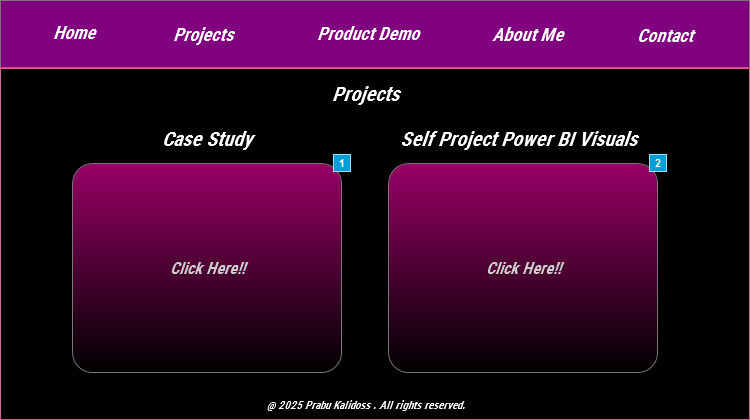 Home Projects Product Demo About Me Contact
Projects
Case Study Self Project Power BI Visuals
1 2
Click Here!! Click Here!!
@ 2025 Prabu Kalidoss . All rights reserved.